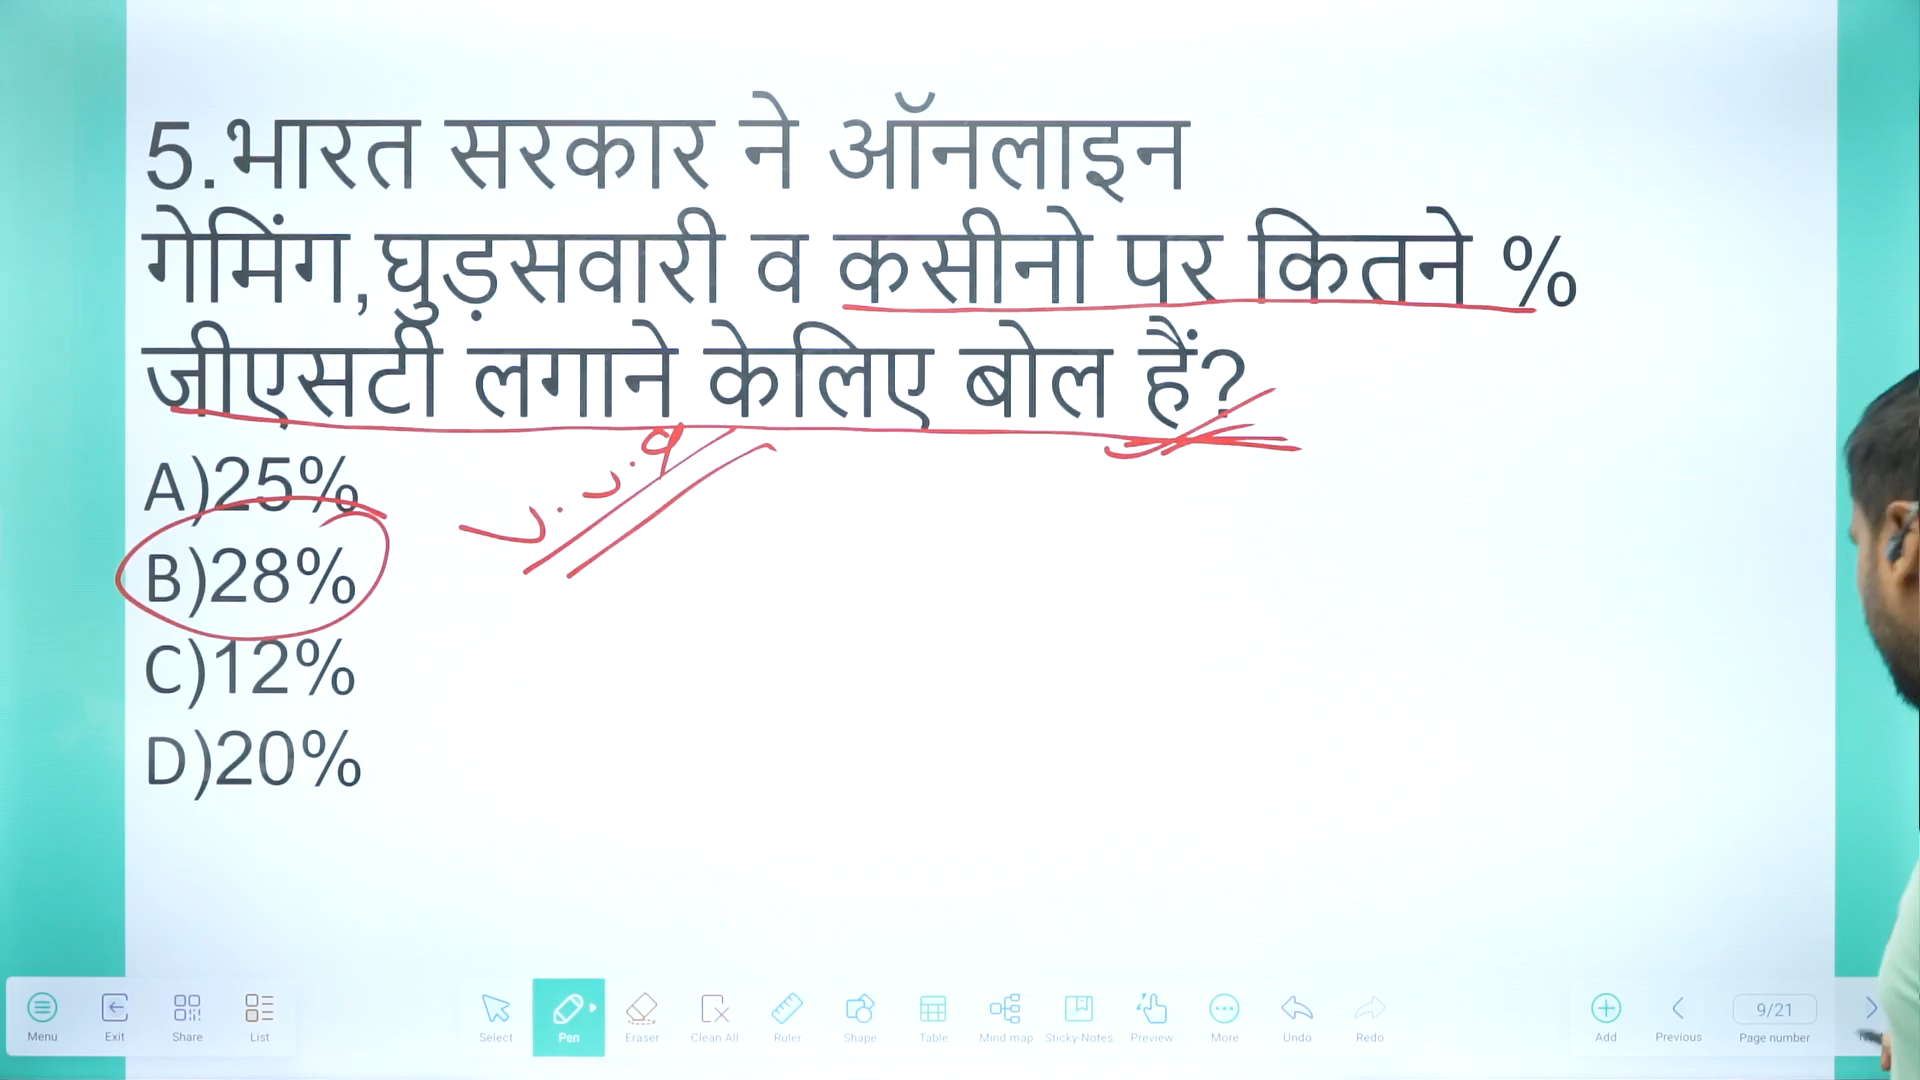 5.भारत सरकार ने ऑनलाइन
गेमिंग,घुड़सवारी व कसीनो पर कितने %
जीएसटी लगाने केलिए बोल हैं?
A)25%
B)28%
C)12%
D)20%
Menu Exit Share List Select Pen Eraser Clean All Ruler Shape Table Mind map Sticky-Notes Preview More Undo Redo Add Previous 9/21 Page number